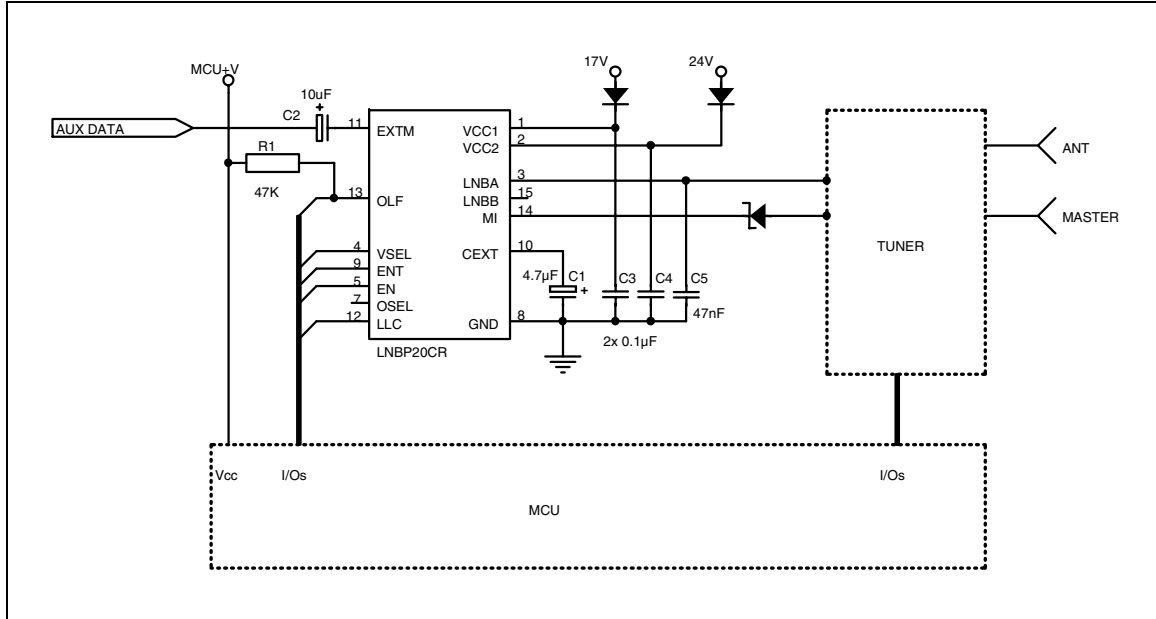 17V
24V
MCU+V
10uF
+
C2
AUX DATA
11
EXTM
VCC1
1
VCC2
2
R1
47K
LNBA
3
LNBB
15
MI
14
13
OLF
ANT
MASTER
TUNER
4
VSEL
9
ENT
5
EN
7
OSEL
12
LLC
CEXT
10
4.7µF
C1
+
C3
C4
C5
47nF
GND
8
2x 0.1µF
LNBP20CR
Vcc
I/Os
I/Os
MCU